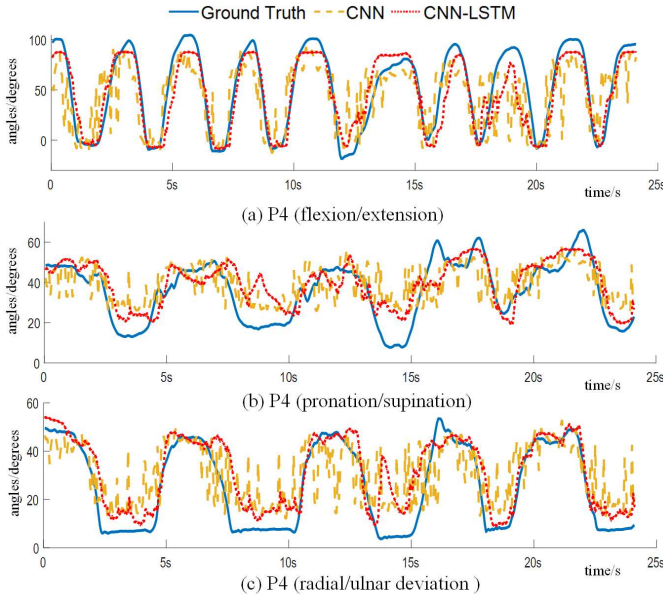 Ground Truth CNN CNN-LSTM
angles/degrees
100
50
0
0 5s 10s 15s 20s 25s
time/s
(a) P4 (flexion/extension)
angles/degrees
60
40
20
0
0 5s 10s 15s 20s 25s
time/s
(b) P4 (pronation/supination)
angles/degrees
60
40
20
0
0 5s 10s 15s 20s 25s
time/s
(c) P4 (radial/ulnar deviation )